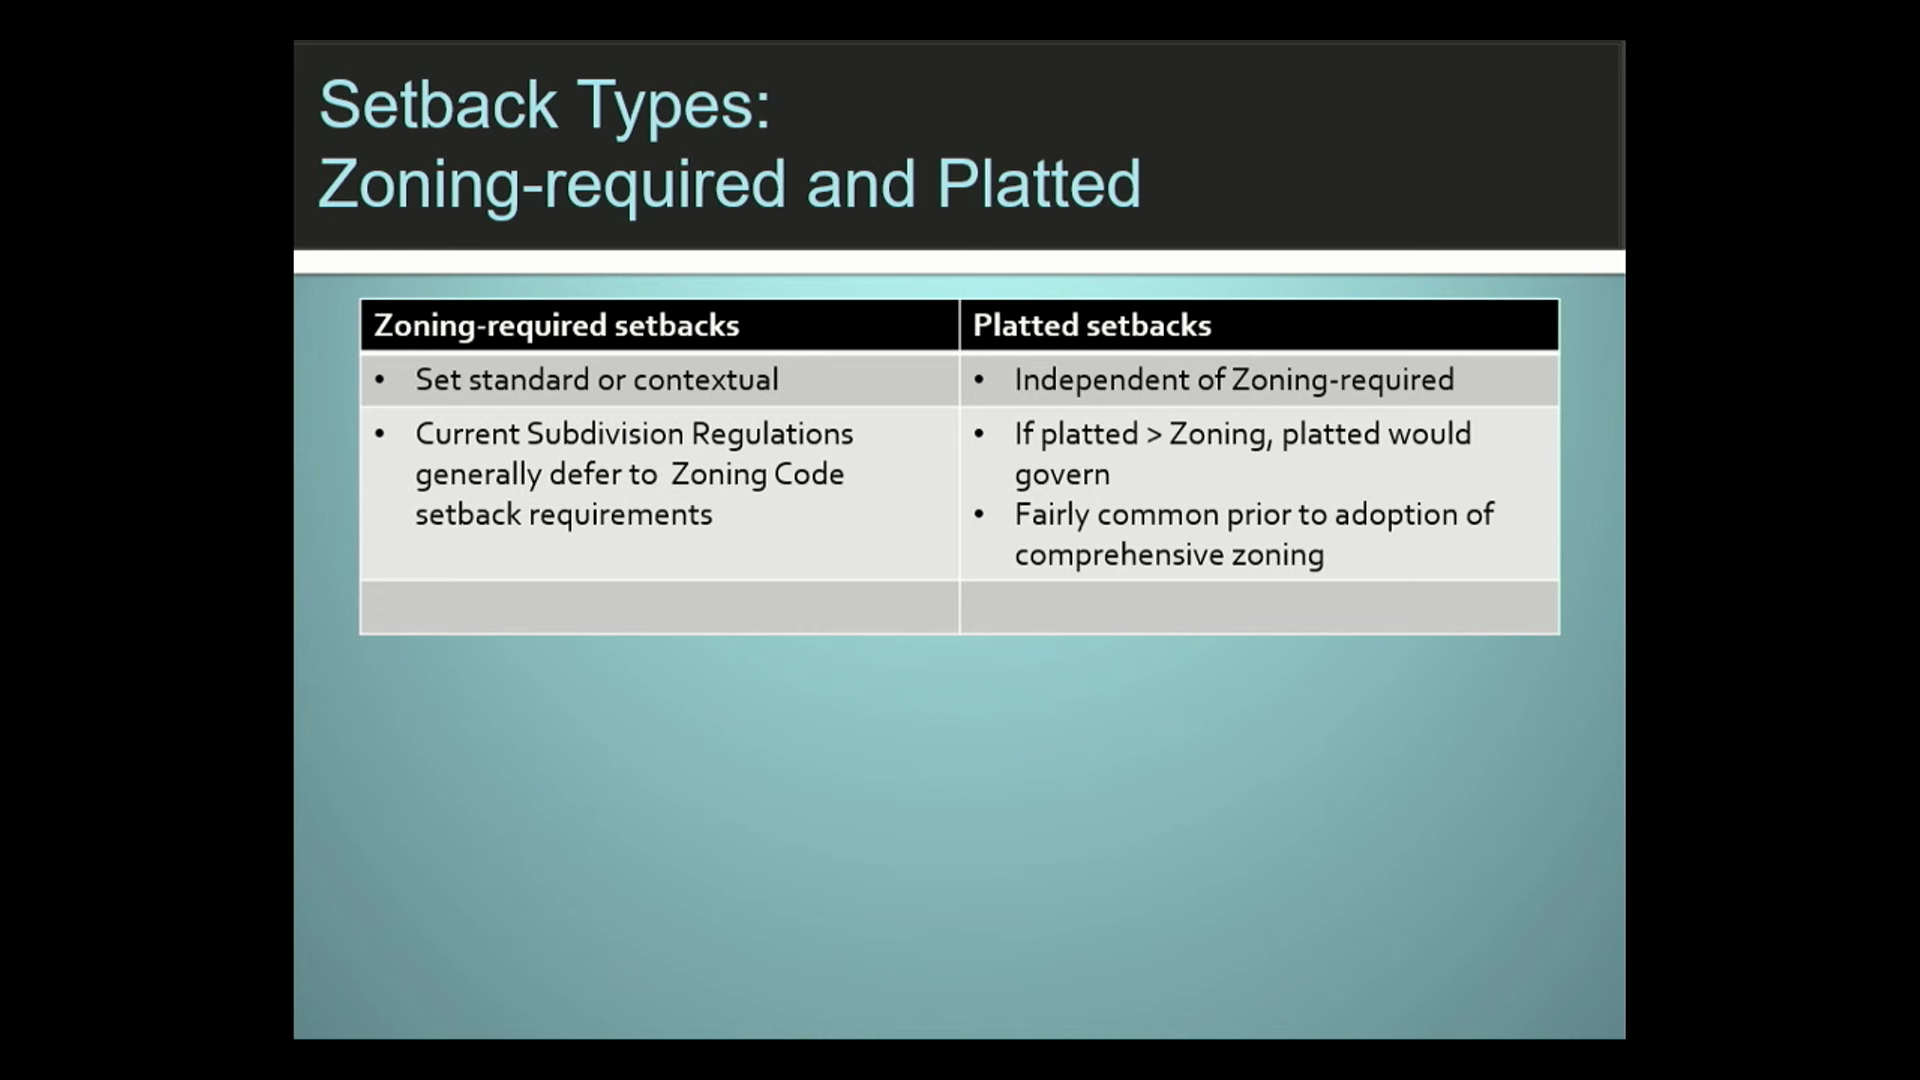 Setback Types:
Zoning-required and Platted
Zoning-required setbacks
Platted setbacks
• Set standard or contextual
• Independent of Zoning-required
• Current Subdivision Regulations
generally defer to Zoning Code
setback requirements
• If platted > Zoning, platted would
govern
• Fairly common prior to adoption of
comprehensive zoning